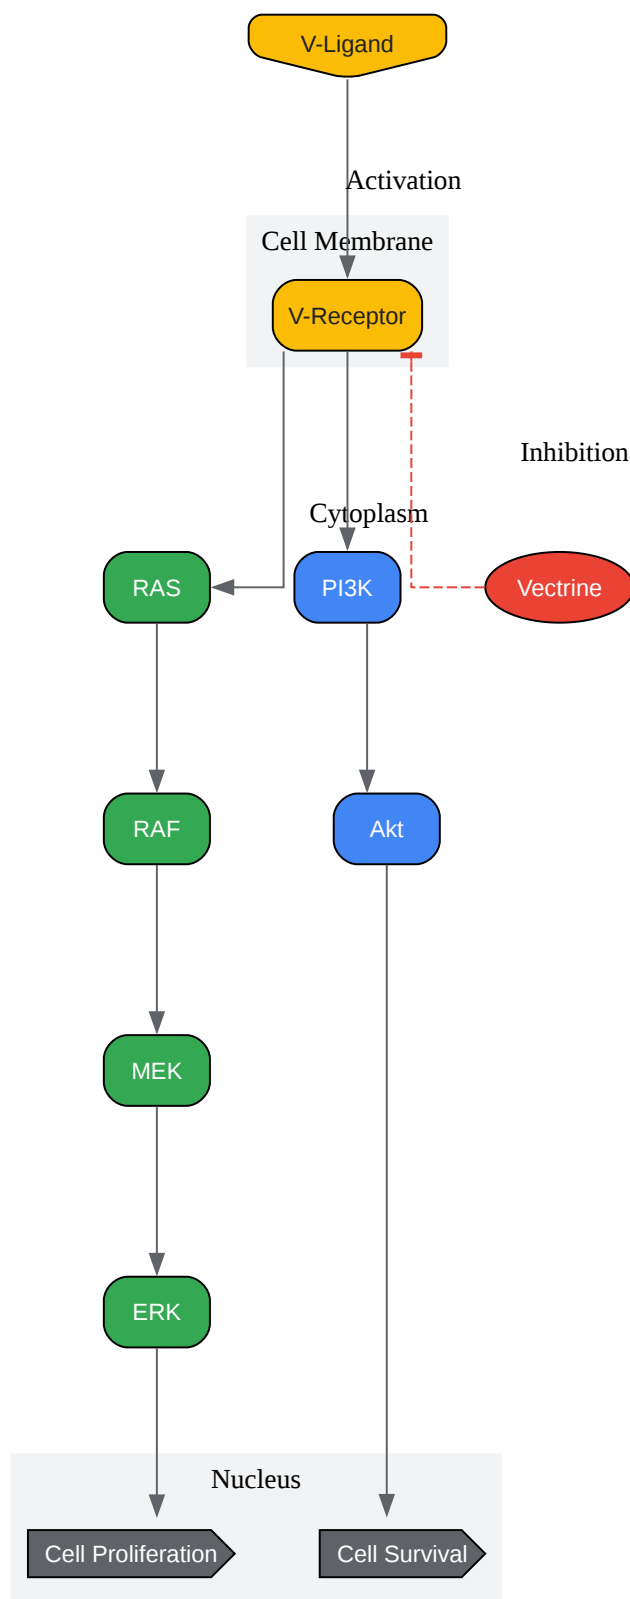 V-Ligand
Activation
Cell Membrane
V-Receptor
Inhibition
Cytoplasm
RAS
PI3K
Vectrine
RAF
Akt
MEK
ERK
Nucleus
Cell Proliferation
Cell Survival